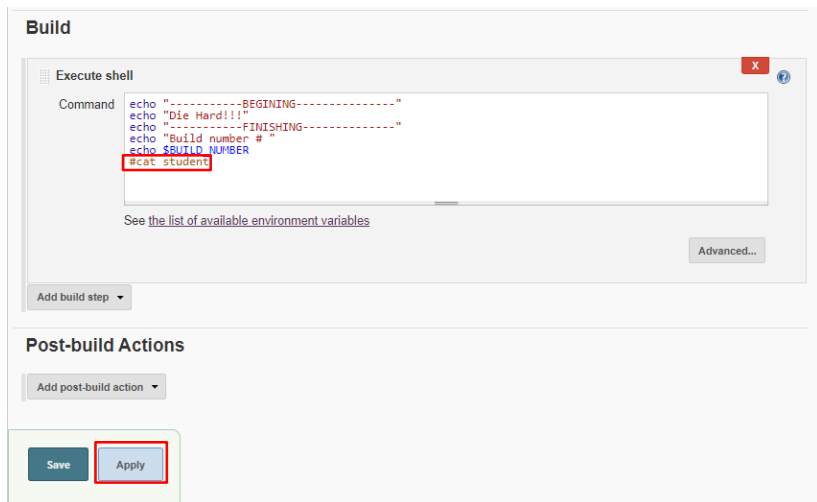 Build
X
Execute shell
Command
echo "-----------BEGINING---------------"
echo "Die Hard!!!"
echo "-----------FINISHING--------------"
echo "Build number # "
echo $BUILD_NUMBER
#cat student
See the list of available environment variables
Advanced...
Add build step
Post-build Actions
Add post-build action
Save Apply